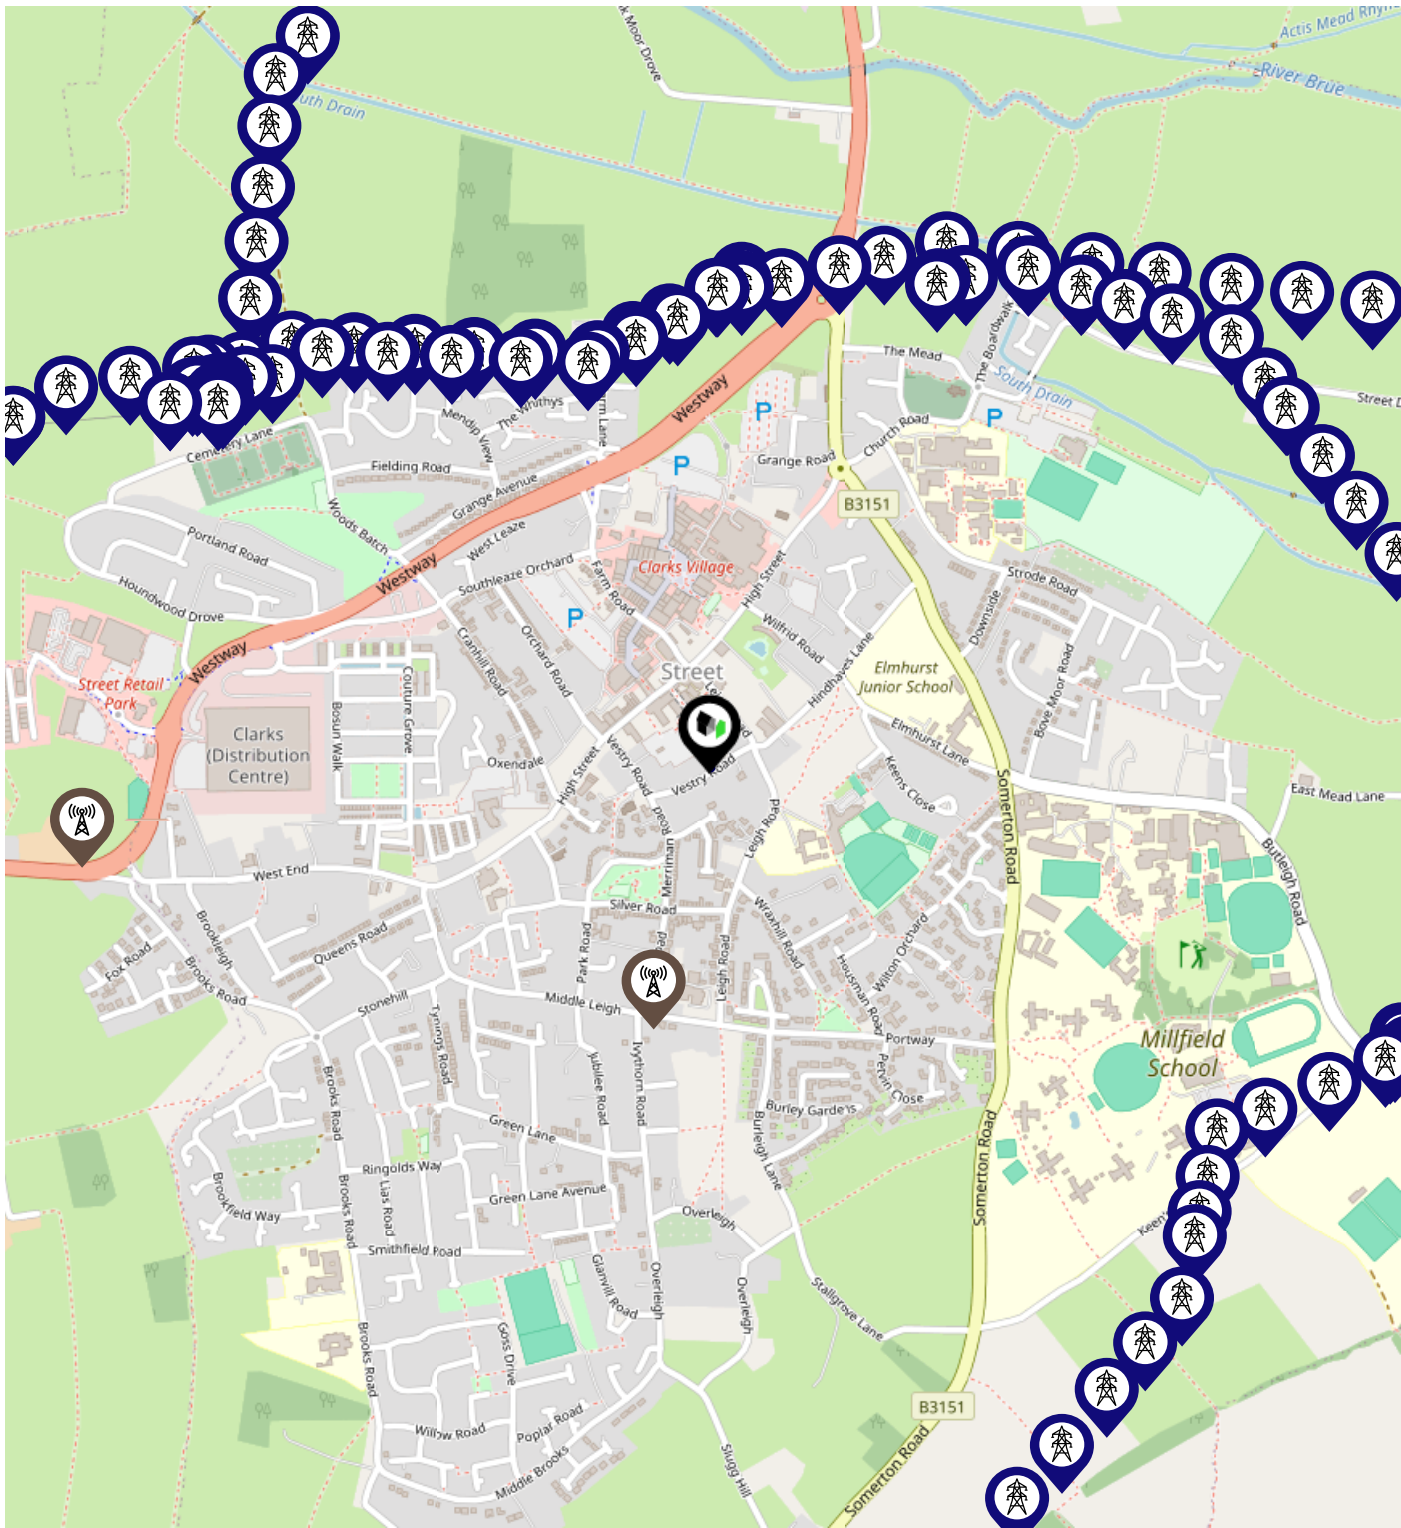 Moor Drove
Actis Mead Rhyne
River Brue
South Drain
The Boardwalk
The Mead
South Drain
Street D
Westway
The Whithys
Mendip View
Cemetery Lane
Fielding Road
Grange Avenue
P
P
P
Church Road
Grange Road
B3151
Woods Batch
West Leaze
Portland Road
Westway
Southleaze Orchard
Clarks Village
High Street
Farm Road
Strode Road
Houndwood Drove
P
Downside
Wilfrid Road
Westway
Cranhill Road
Orchard Road
Street
Hindhayes Lane
Elmhurst
Junior School
Street Retail
Park
Couture Grove
Bosun Walk
Bove Moor Road
Clarks
(Distribution
Centre)
Elmhurst Lane
Oxendale
High Street
Vestry Road
Vestry Road
Keens Close
East Mead Lane
Somerton Road
Leigh Road
Merriman Road
Butleigh Road
West End
Silver Road
Wraxhill Road
Brookleigh
Queens Road
Fox Road
Park Road
Leigh Road
Housman Road
Wilton Orchard
Brooks Road
Stonehill
Middle Leigh
Tynings Road
Portway
Millfield
School
Jubilee Road
Ivythorn Road
Pelvin Close
Brooks Road
Burley Gardens
Burleigh Lane
Green Lane
Somerton Road
Ringolds Way
Brookfield Way
Brooks Road
Lias Road
Green Lane Avenue
Overleigh
Keen's
Smithfield Road
Glanvill Road
Overleigh
Overleigh
Stallgrove Lane
Brooks Road
Goss Drive
B3151
Willow Road
Poplar Road
Middle Brooks
Slugg Hill
Somerton Road